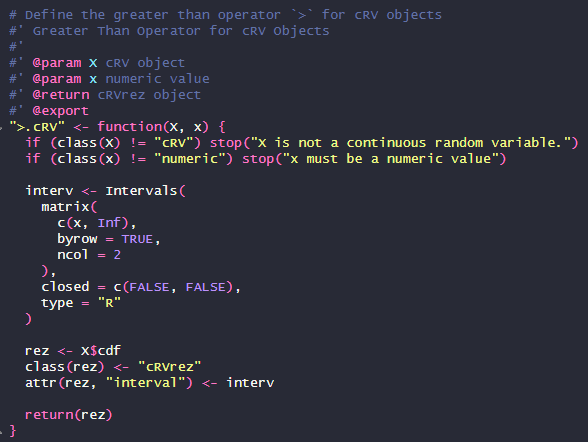 # Define the greater than operator `>` for cRV objects
#' Greater Than Operator for cRV Objects
#'
#' @param X cRV object
#' @param x numeric value
#' @return cRVrez object
#' @export
">.cRV" <- function(X, x) {
  if (class(X) != "cRV") stop("X is not a continuous random variable.")
  if (class(x) != "numeric") stop("x must be a numeric value")

  interv <- Intervals(
    matrix(
      c(x, Inf),
      byrow = TRUE,
      ncol = 2
    ),
    closed = c(FALSE, FALSE),
    type = "R"
  )

  rez <- X$cdf
  class(rez) <- "cRVrez"
  attr(rez, "interval") <- interv

  return(rez)
}